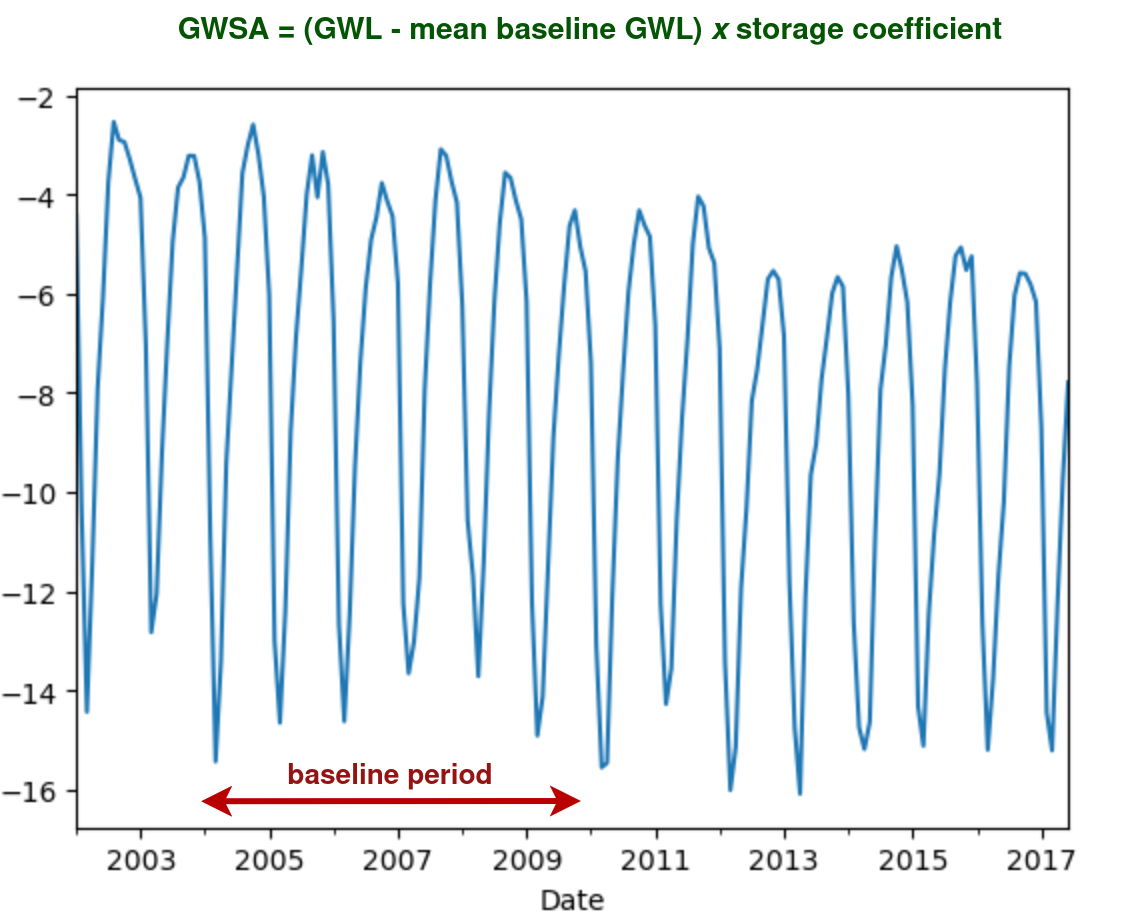 GWSA = (GWL - mean baseline GWL) x storage coefficient
−2
−4
−6
−8
−10
−12
−14
−16
baseline period
2003 2005 2007 2009 2011 2013 2015 2017
Date